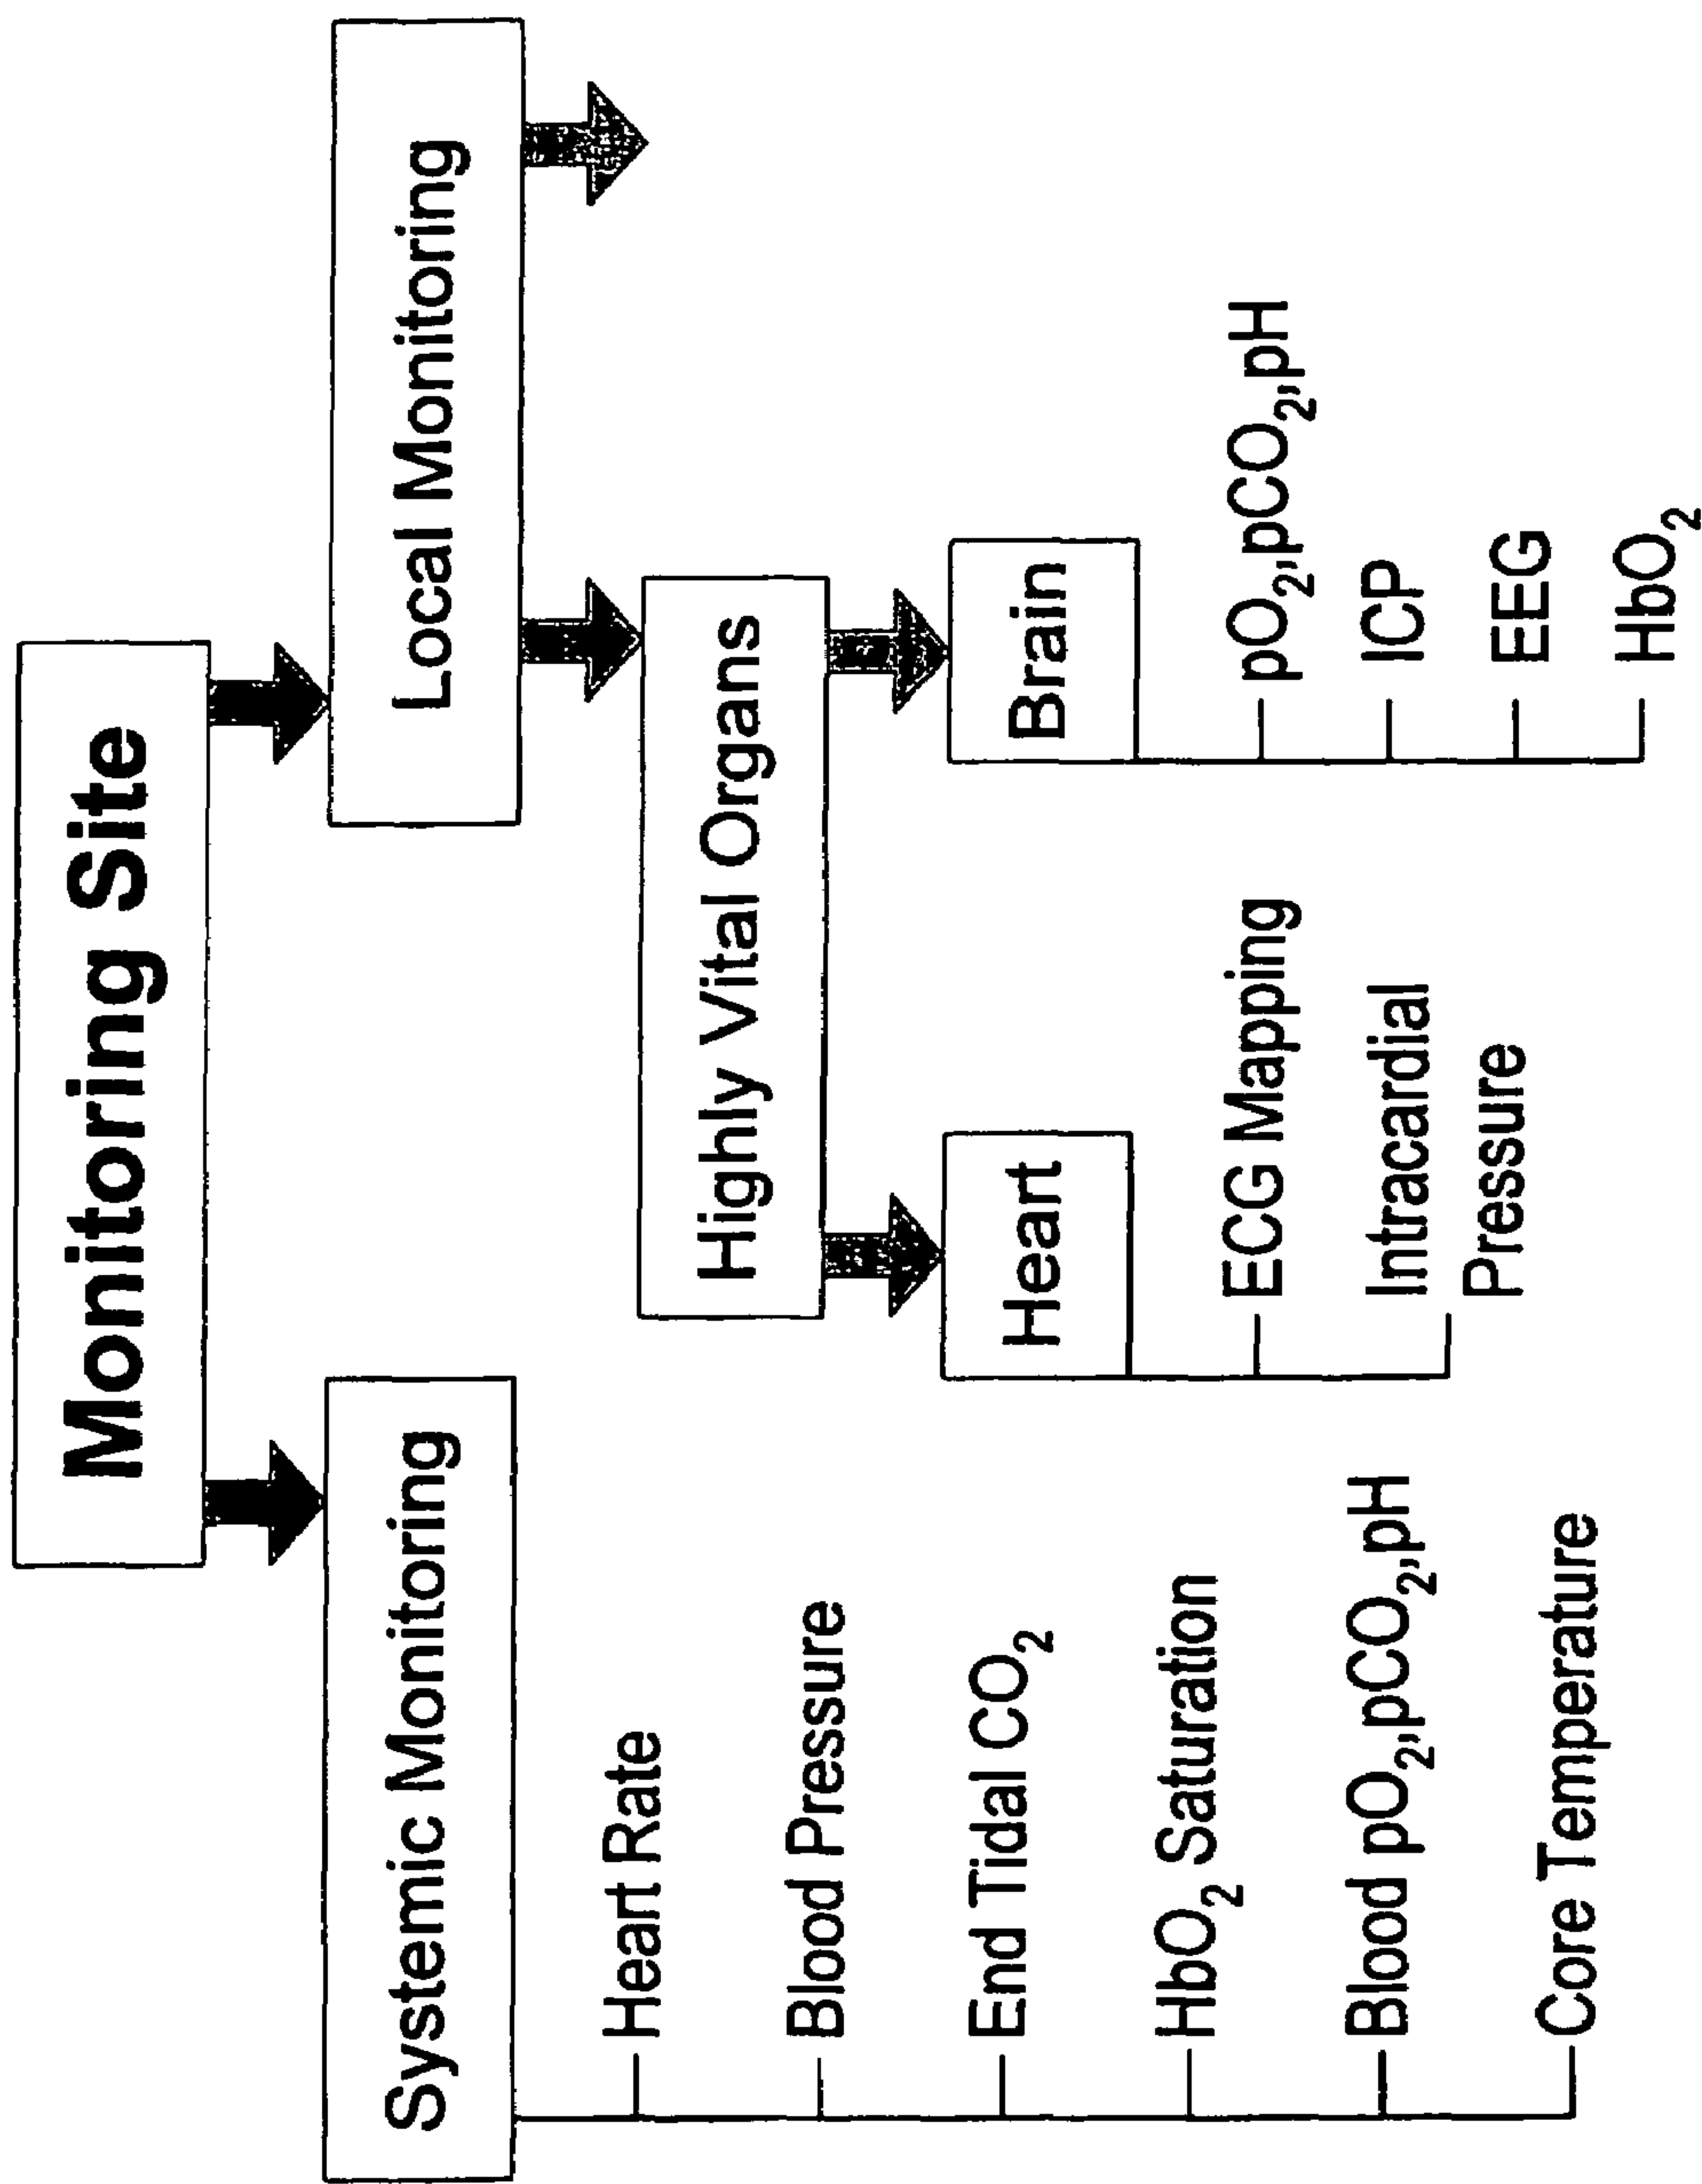 Monitoring Site
Systemic Monitoring
Heart Rate
Blood Pressure
End Tidal CO₂
HbO₂ Saturation
Blood pO₂,pCO₂,pH
Core Temperature
Local Monitoring
Highly Vital Organs
Heart
ECG Mapping
Intracardial
Pressure
Brain
pO₂,pCO₂,pH
ICP
EEG
HbO₂